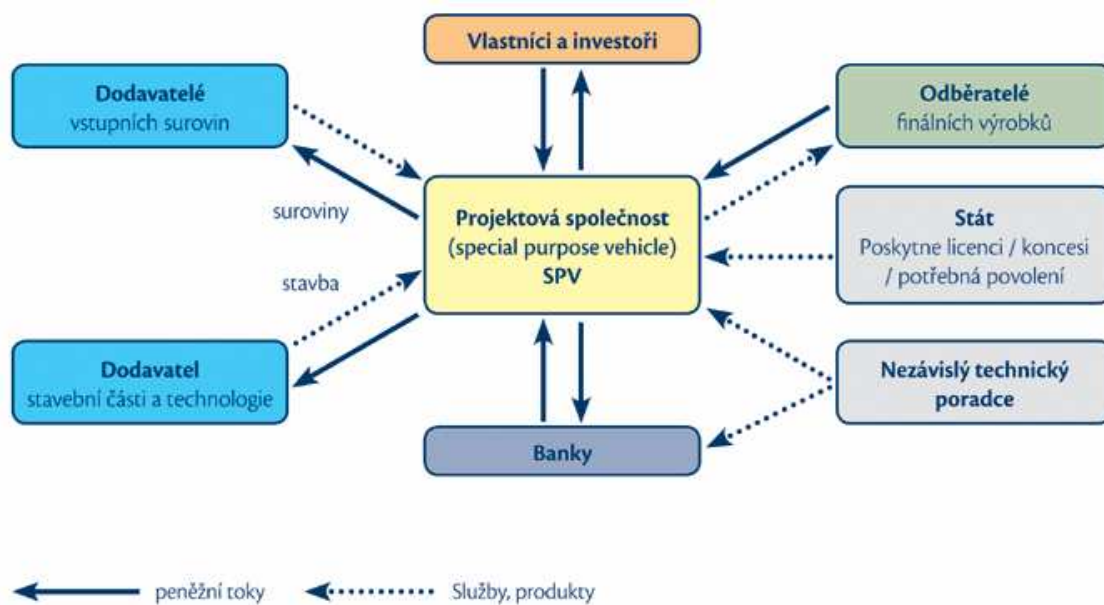 Vlastníci a investoři
Dodavatelé
vstupních surovin
Odběratelé
finálních výrobků
suroviny
Projektová společnost
(special purpose vehicle)
SPV
Stát
Poskytne licenci / koncesi
/ potřebná povolení
stavba
Dodavatel
stavební části a technologie
Nezávislý technický
poradce
Banky
peněžní toky
Služby, produkty